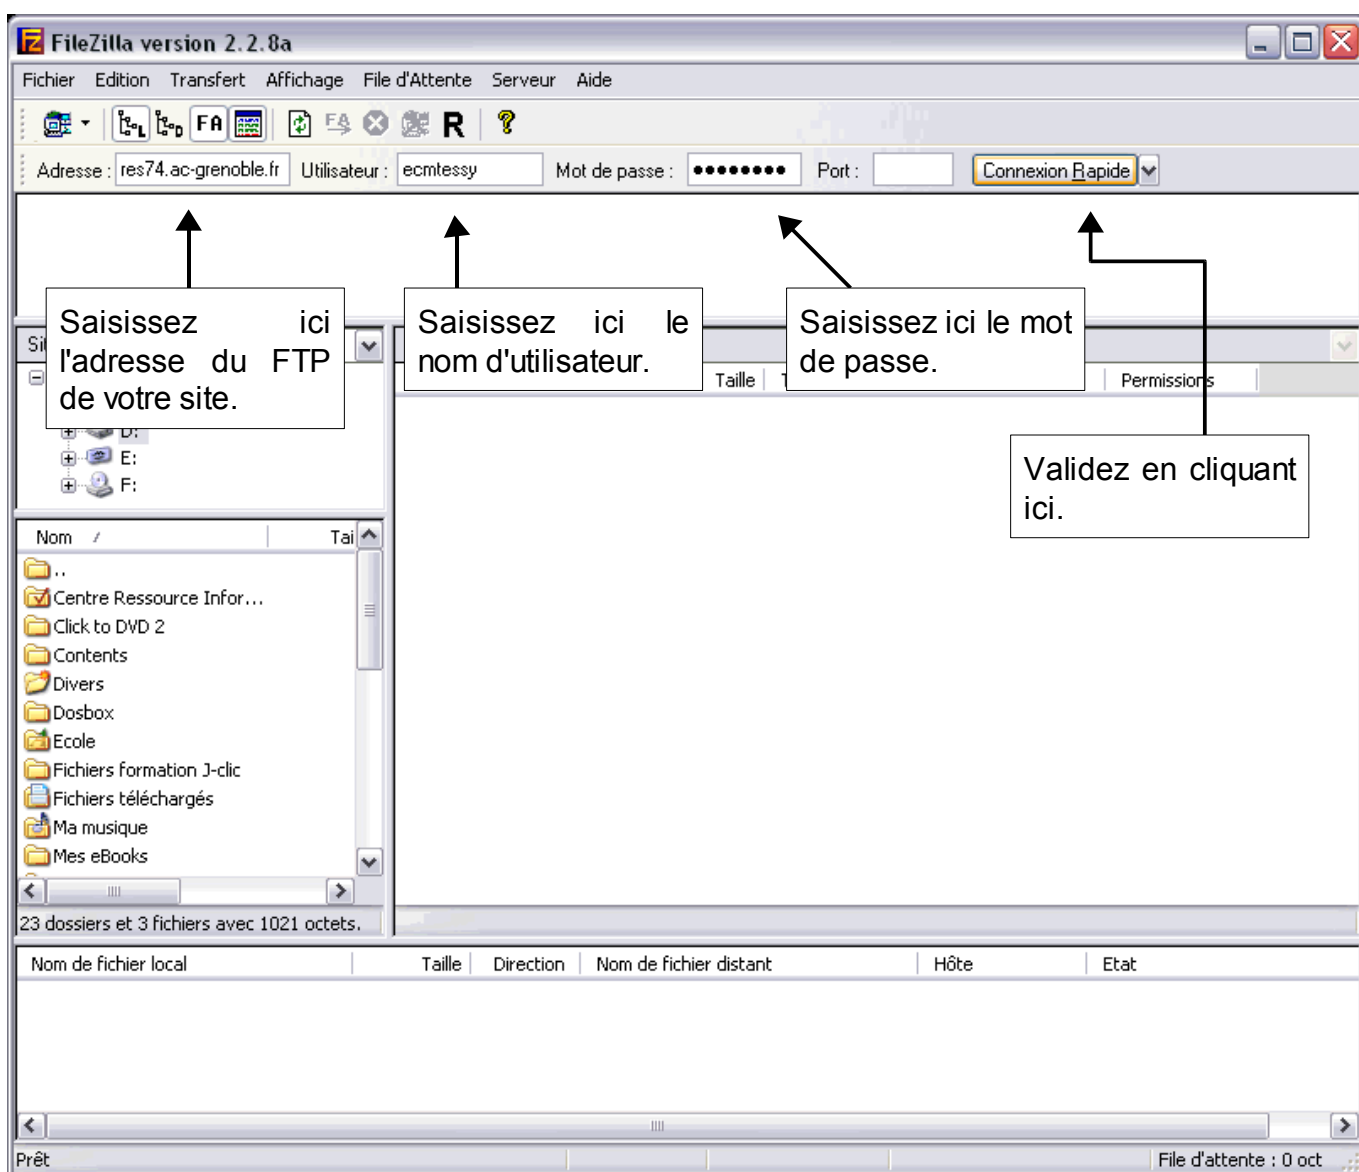 FileZilla version 2.2.8a
Fichier Edition Transfert Affichage File d'Attente Serveur Aide
L D FA R ?
Adresse : res74.ac-grenoble.fr Utilisateur : ecmtessy Mot de passe : ●●●●●●●● Port : Connexion Rapide
Saisissez ici
l'adresse du FTP
de votre site.
Saisissez ici le
nom d'utilisateur.
Saisissez ici le mot
de passe.
Validez en cliquant
ici.
Taille Permissions
D:
E:
F:
Nom / Tai
..
Centre Ressource Infor...
Click to DVD 2
Contents
Divers
Dosbox
Ecole
Fichiers formation J-clic
Fichiers téléchargés
Ma musique
Mes eBooks
23 dossiers et 3 fichiers avec 1021 octets.
Nom de fichier local Taille Direction Nom de fichier distant Hôte Etat
Prêt File d'attente : 0 oct